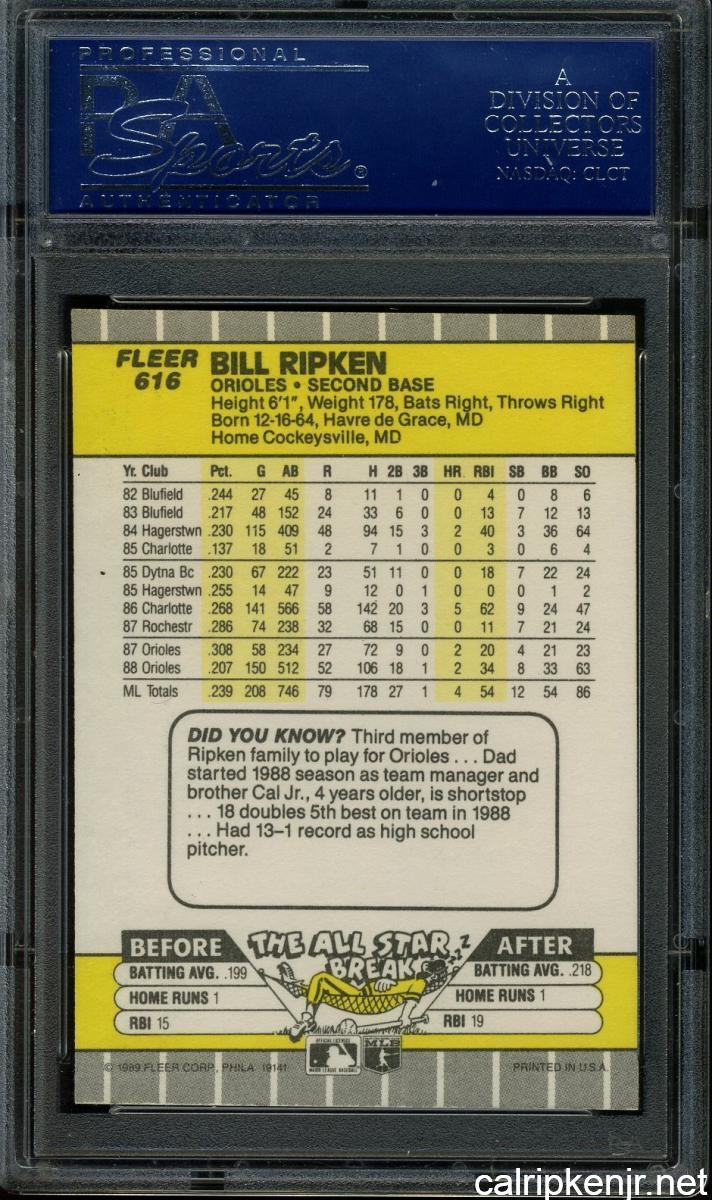 PROFESSIONAL
PSA
Sports®
AUTHENTICATOR
A
DIVISION OF
COLLECTORS
UNIVERSE
NASDAQ: CLCT
FLEER
616
BILL RIPKEN
ORIOLES • SECOND BASE
Height 6'1", Weight 178, Bats Right, Throws Right
Born 12-16-64, Havre de Grace, MD
Home Cockeysville, MD
Yr. Club Pct. G AB R H 2B 3B HR RBI SB BB SO
82 Blufield .244 27 45 8 11 1 0 0 4 0 8 6
83 Blufield .217 48 152 24 33 6 0 0 13 7 12 13
84 Hagerstwn .230 115 409 48 94 15 3 2 40 3 36 64
85 Charlotte .137 18 51 2 7 1 0 0 3 0 6 4
85 Dytna Bc .230 67 222 23 51 11 0 0 18 7 22 24
85 Hagerstwn .255 14 47 9 12 0 1 0 0 0 1 2
86 Charlotte .268 141 566 58 142 20 3 5 62 9 24 47
87 Rochestr .286 74 238 32 68 15 0 0 11 7 21 24
87 Orioles .308 58 234 27 72 9 0 2 20 4 21 23
88 Orioles .207 150 512 52 106 18 1 2 34 8 33 63
ML Totals .239 208 746 79 178 27 1 4 54 12 54 86
DID YOU KNOW? Third member of
Ripken family to play for Orioles . . . Dad
started 1988 season as team manager and
brother Cal Jr., 4 years older, is shortstop
. . . 18 doubles 5th best on team in 1988
. . . Had 13–1 record as high school
pitcher.
THE ALL STAR
BREAK
zzz
BEFORE
BATTING AVG. .199
HOME RUNS 1
RBI 15
AFTER
BATTING AVG. .218
HOME RUNS 1
RBI 19
OFFICIAL LICENSEE
MAJOR LEAGUE BASEBALL
MLB
© 1989 FLEER CORP., PHILA 19141
PRINTED IN U.S.A.
PSA
calripkenjr.net